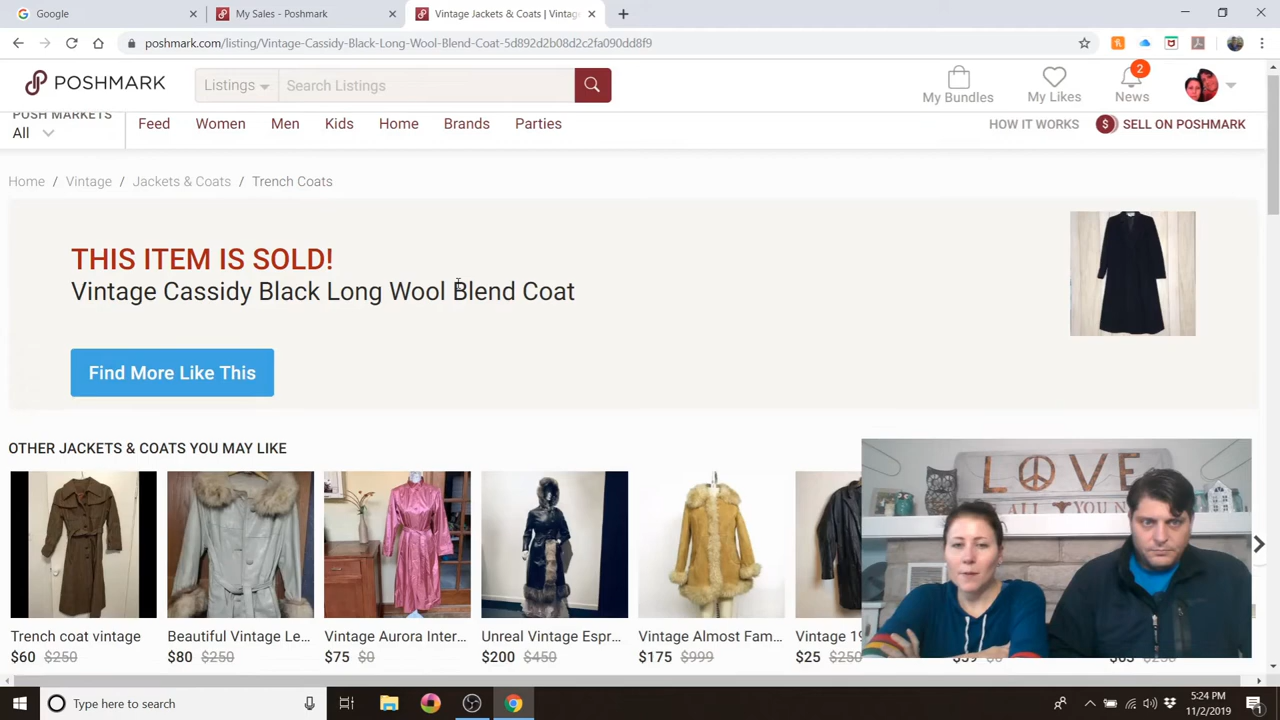 Google
My Sales - Poshmark
Vintage Jackets & Coats | Vintag
poshmark.com/listing/Vintage-Cassidy-Black-Long-Wool-Blend-Coat-5d892d2b08d2c2fa090dd8f9
POSHMARK
Listings
Search Listings
My Bundles
My Likes
2
News
POSH MARKETS
All
Feed
Women
Men
Kids
Home
Brands
Parties
HOW IT WORKS
SELL ON POSHMARK
Home / Vintage / Jackets & Coats / Trench Coats
THIS ITEM IS SOLD!
Vintage Cassidy Black Long Wool Blend Coat
Find More Like This
OTHER JACKETS & COATS YOU MAY LIKE
Trench coat vintage
$60 $250
Beautiful Vintage Le...
$80 $250
Vintage Aurora Inter...
$75 $0
Unreal Vintage Espr...
$200 $450
Vintage Almost Fam...
$175 $999
Vintage 19
$25 $250
LOVE
ALL YOU N
Type here to search
5:24 PM
11/2/2019
1